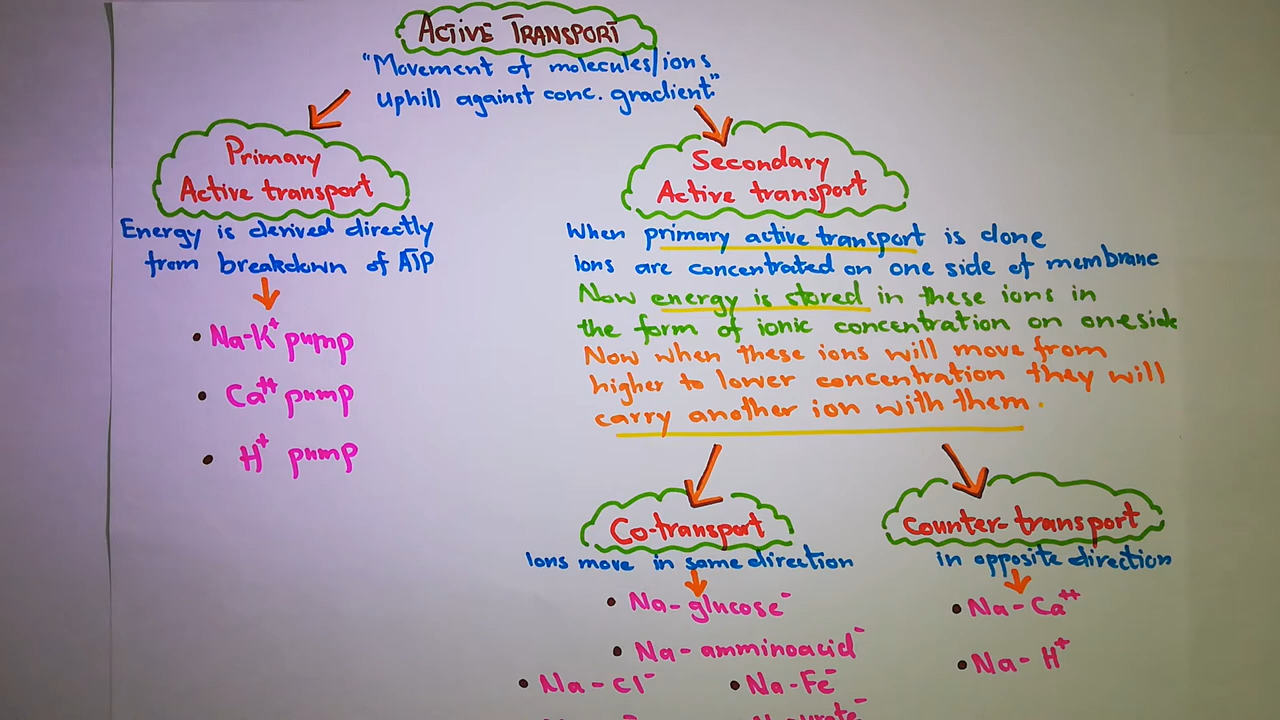 ACTIVE TRANSPORT
"Movement of molecules/ions
Uphill against conc. gradient"
Primary
Active transport
Energy is derived directly
from breakdown of ATP
• Na-K+ pump
• Ca++ pump
• H+ pump
Secondary
Active transport
When primary active transport is done
Ions are concentrated on one side of membrane
Now energy is stored in these ions in
the form of ionic concentration on oneside
Now when these ions will move from
higher to lower concentration they will
carry another ion with them.
Co-transport
Ions move in same direction
• Na-glucose-
• Na-amminoacid-
• Na-Cl-
• Na-Fe-
Counter-transport
in opposite direction
• Na-Ca++
• Na-H+